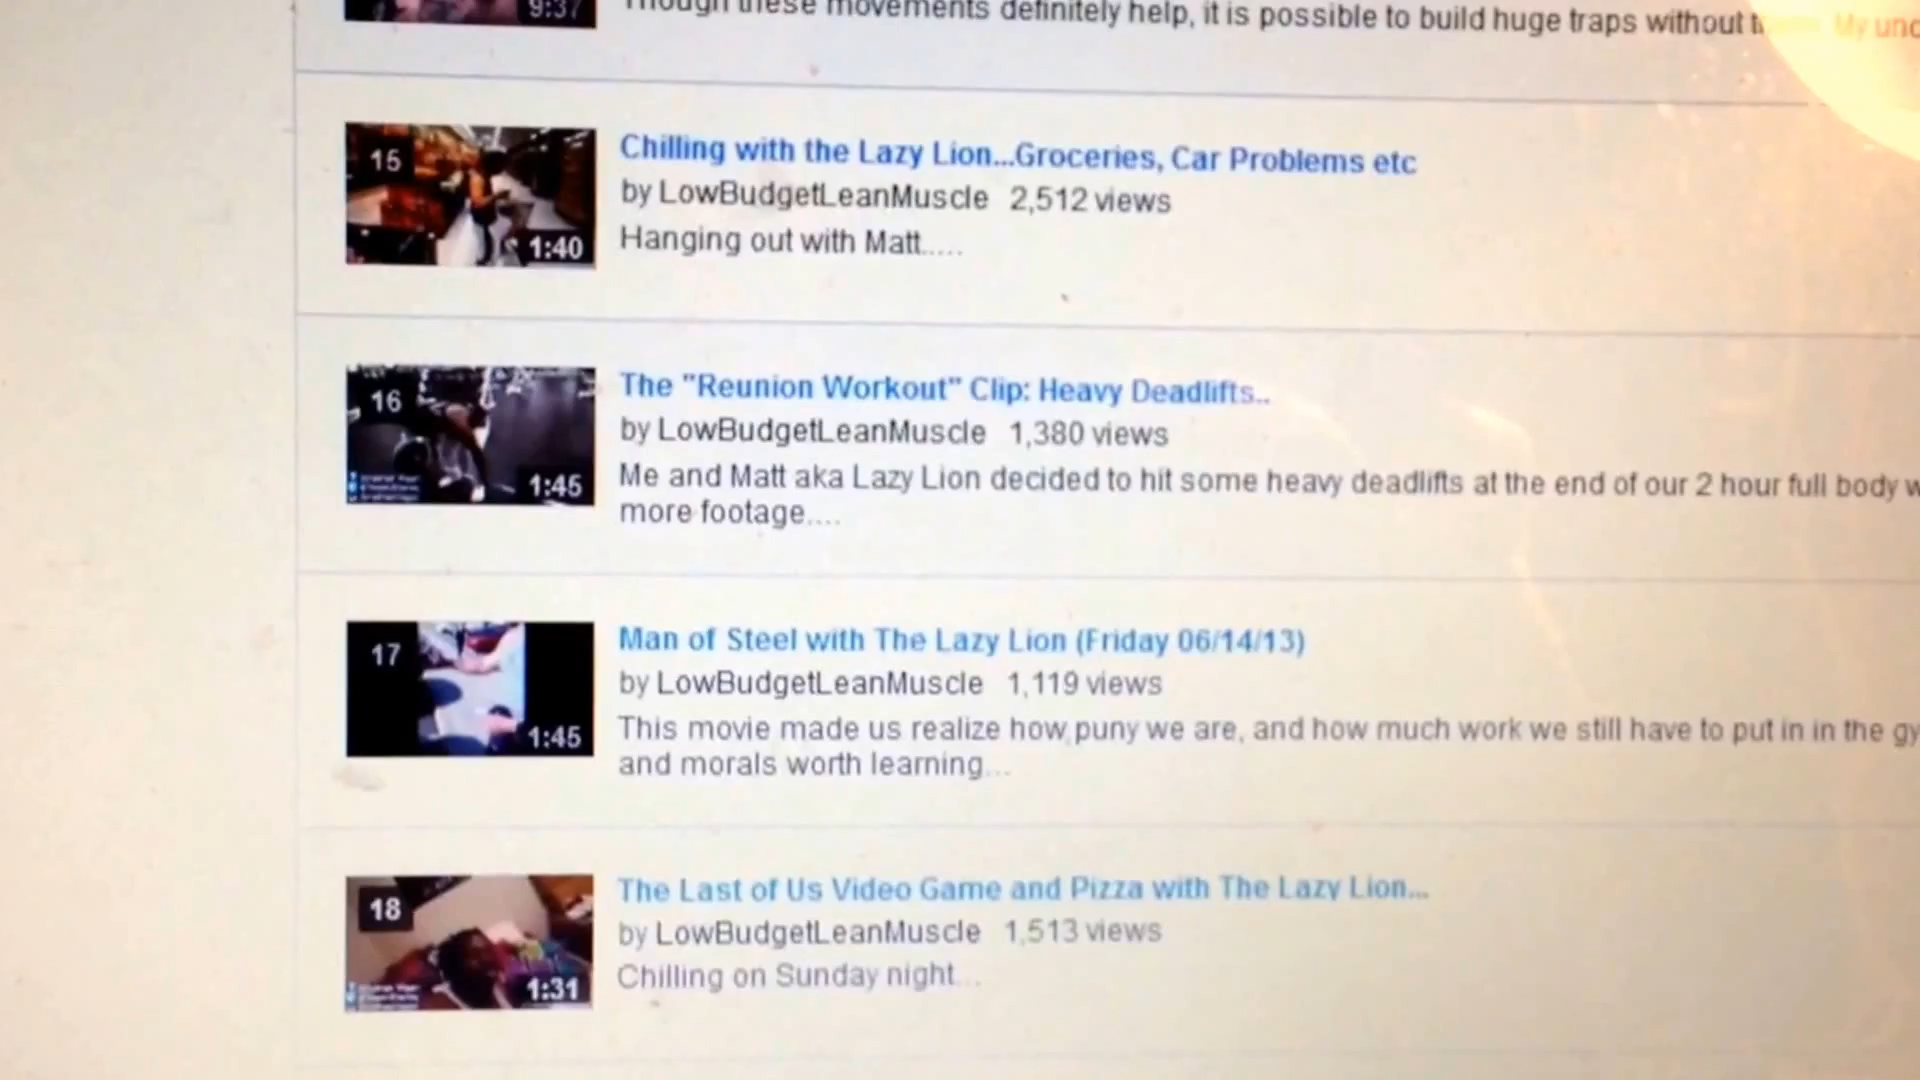 9:37
Though these movements definitely help, it is possible to build huge traps without My unc
15
1:40
Chilling with the Lazy Lion...Groceries, Car Problems etc
by LowBudgetLeanMuscle 2,512 views
Hanging out with Matt.....
16
1:45
The "Reunion Workout" Clip: Heavy Deadlifts..
by LowBudgetLeanMuscle 1,380 views
Me and Matt aka Lazy Lion decided to hit some heavy deadlifts at the end of our 2 hour full body w
more footage....
17
1:45
Man of Steel with The Lazy Lion (Friday 06/14/13)
by LowBudgetLeanMuscle 1,119 views
This movie made us realize how puny we are, and how much work we still have to put in in the gy
and morals worth learning...
18
1:31
The Last of Us Video Game and Pizza with The Lazy Lion...
by LowBudgetLeanMuscle 1,513 views
Chilling on Sunday night...